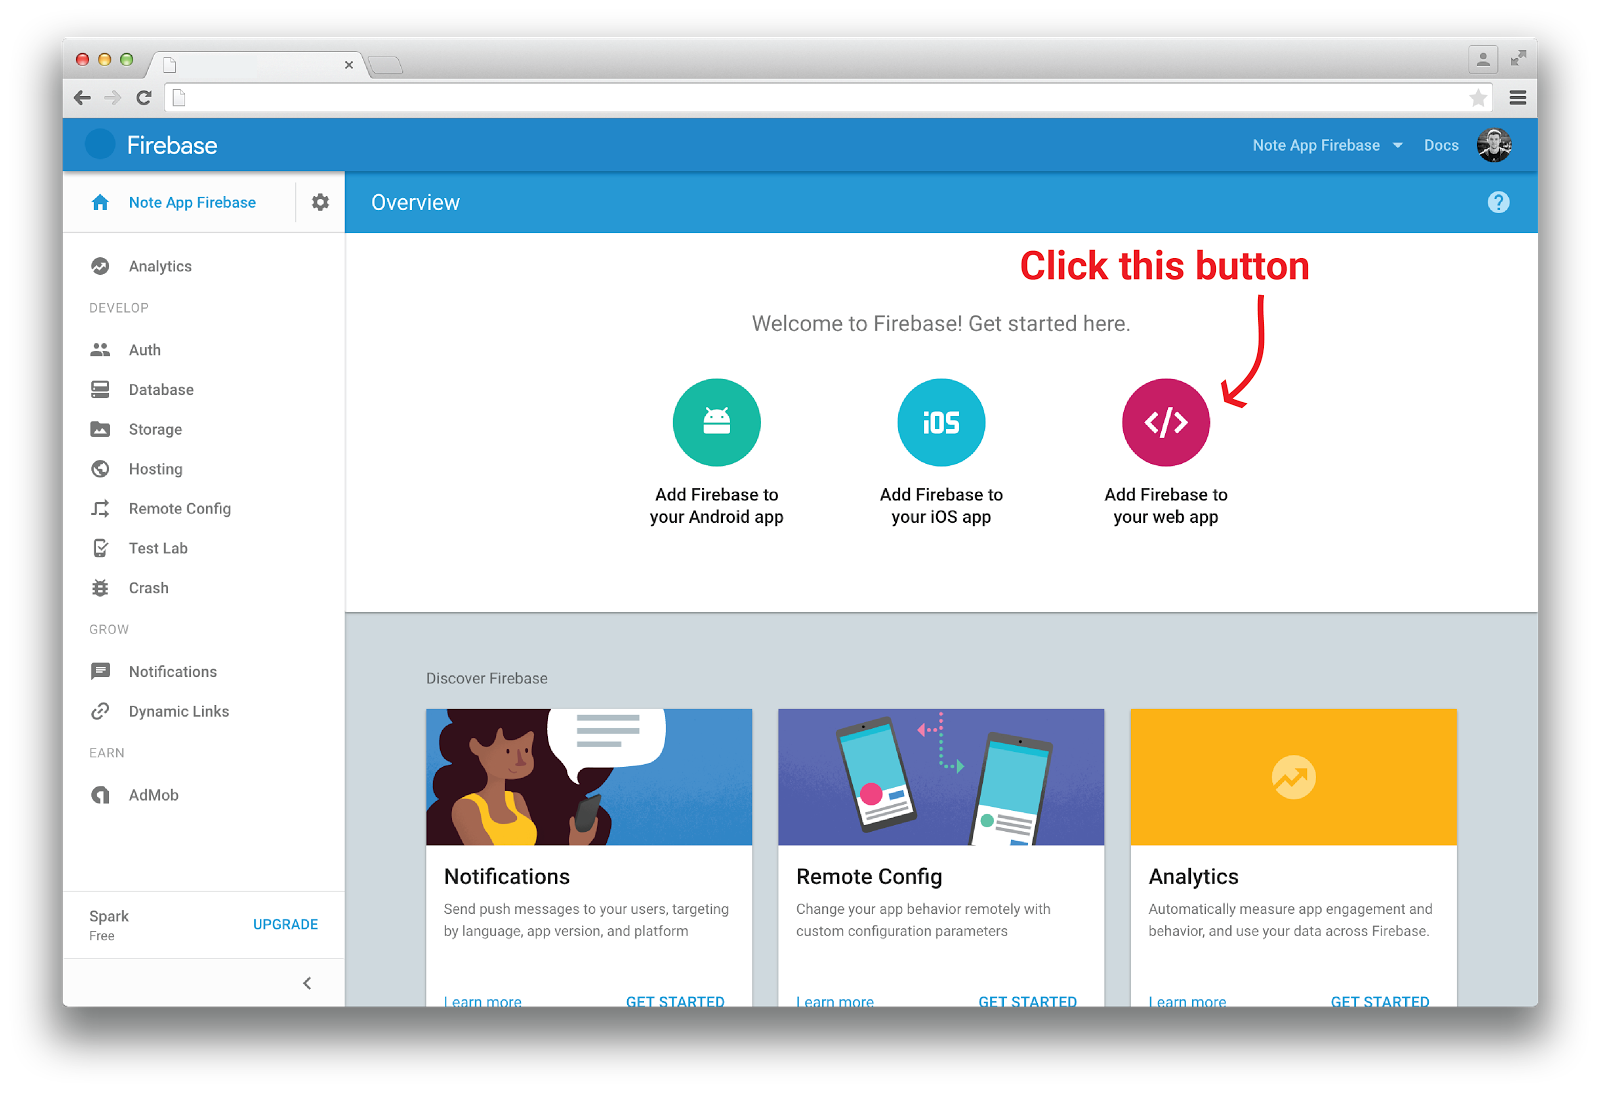 Firebase
Note App Firebase
Docs
Note App Firebase
Overview
?
Analytics
DEVELOP
Auth
Database
Storage
Hosting
Remote Config
Test Lab
Crash
GROW
Notifications
Dynamic Links
EARN
AdMob
Spark
Free
UPGRADE
Click this button
Welcome to Firebase! Get started here.
iOS
</>
Add Firebase to
your Android app
Add Firebase to
your iOS app
Add Firebase to
your web app
Discover Firebase
Notifications
Send push messages to your users, targeting
by language, app version, and platform
Learn more
GET STARTED
Remote Config
Change your app behavior remotely with
custom configuration parameters
Learn more
GET STARTED
Analytics
Automatically measure app engagement and
behavior, and use your data across Firebase.
Learn more
GET STARTED